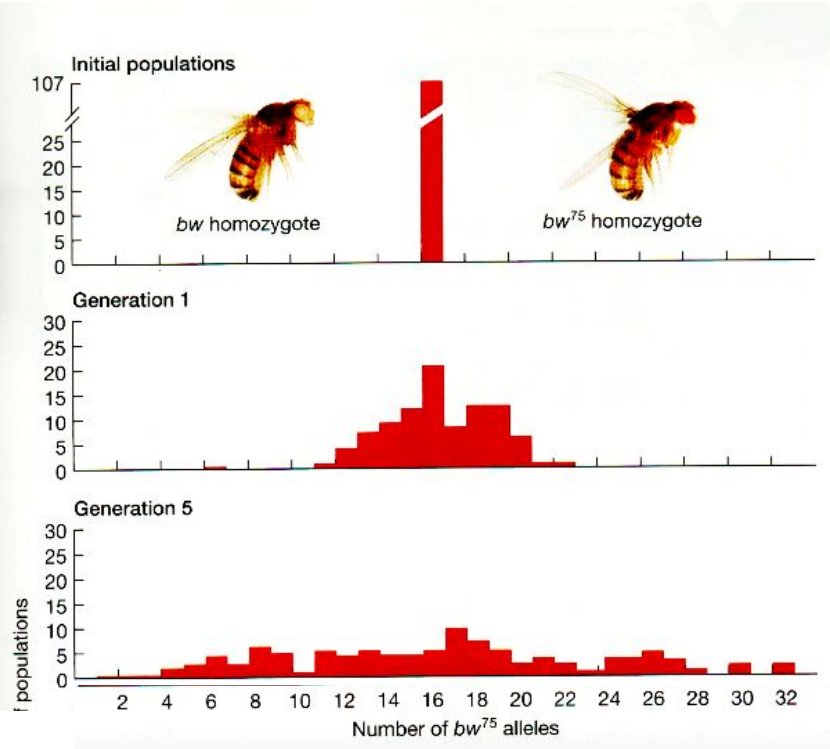 Initial populations
107
25
20
15
10
5
0
bw homozygote
bw⁷⁵ homozygote
Generation 1
30
25
20
15
10
5
0
Generation 5
30
25
20
15
10
5
0
populations
2 4 6 8 10 12 14 16 18 20 22 24 26 28 30 32
Number of bw⁷⁵ alleles